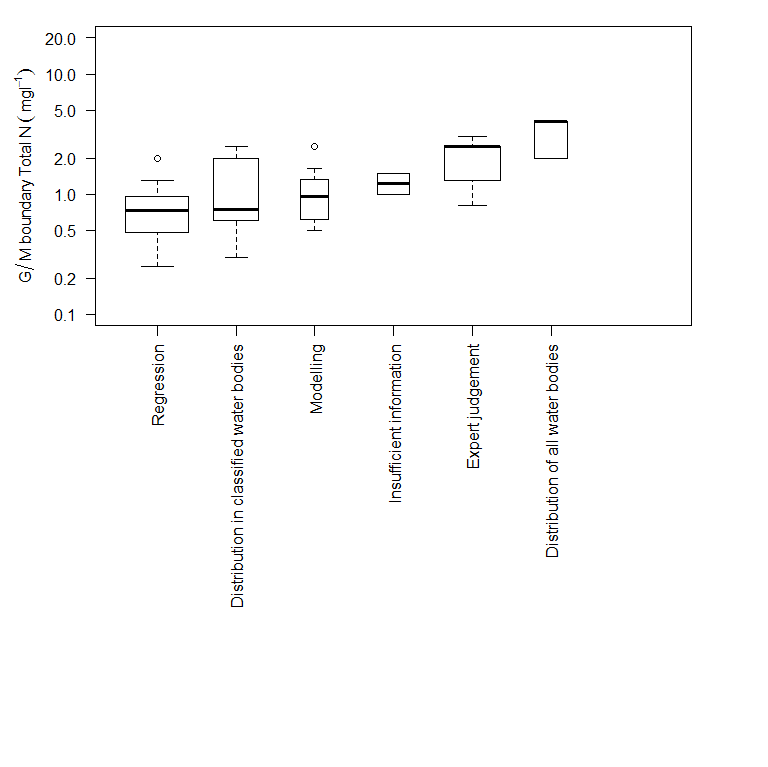 G/M boundary Total N ( mgl⁻¹)
20.0
10.0
5.0
2.0
1.0
0.5
0.2
0.1
Regression
Distribution in classified water bodies
Modelling
Insufficient information
Expert judgement
Distribution of all water bodies